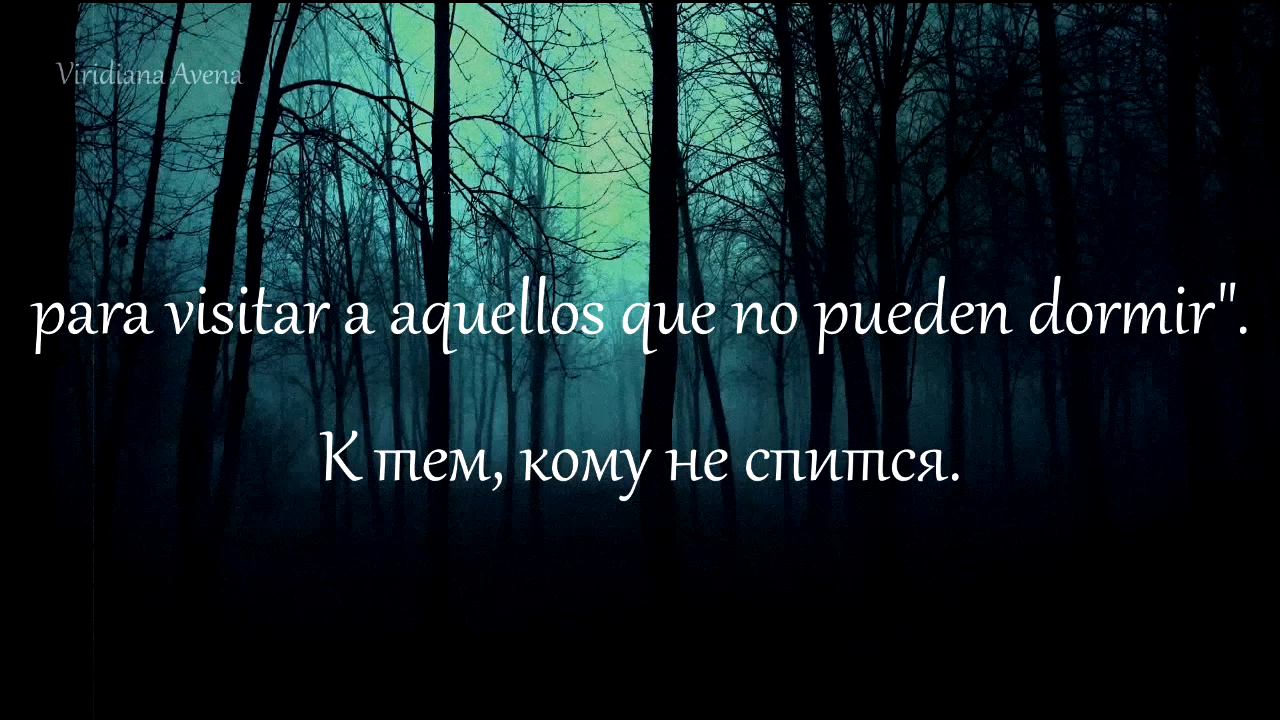 Viridiana Avena
para visitar a aquellos que no pueden dormir".
К тем, кому не спится.